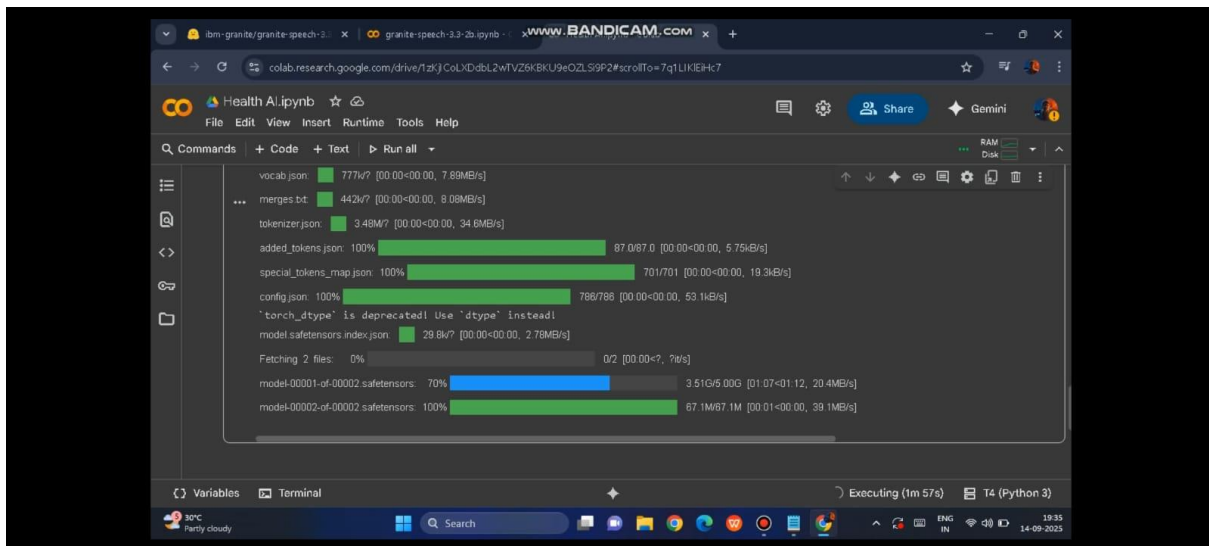 ibm-granite/granite-speech-3.3
granite-speech-3.3-2b.ipynb - C
www.BANDICAM.com
colab.research.google.com/drive/1zKjlCoLXDdbL2wTVZ6KBKU9eOZLSi9P2#scrollTo=7q1LIKlEiHc7
Health AI.ipynb
Share
Gemini
File Edit View Insert Runtime Tools Help
Commands + Code + Text Run all
RAM
Disk
vocab.json: 777k/? [00:00<00:00, 7.89MB/s]
merges.txt: 442k/? [00:00<00:00, 8.08MB/s]
tokenizer.json: 3.48M/? [00:00<00:00, 34.6MB/s]
added_tokens.json: 100% 87.0/87.0 [00:00<00:00, 5.75kB/s]
special_tokens_map.json: 100% 701/701 [00:00<00:00, 19.3kB/s]
config.json: 100% 786/786 [00:00<00:00, 53.1kB/s]
`torch_dtype` is deprecated! Use `dtype` instead!
model.safetensors.index.json: 29.8k/? [00:00<00:00, 2.78MB/s]
Fetching 2 files: 0% 0/2 [00:00<?, ?it/s]
model-00001-of-00002.safetensors: 70% 3.51G/5.00G [01:07<01:12, 20.4MB/s]
model-00002-of-00002.safetensors: 100% 67.1M/67.1M [00:01<00:00, 39.1MB/s]
Variables Terminal
Executing (1m 57s) T4 (Python 3)
5
30°C
Partly cloudy
Search
ENG
IN
19:35
14-09-2025